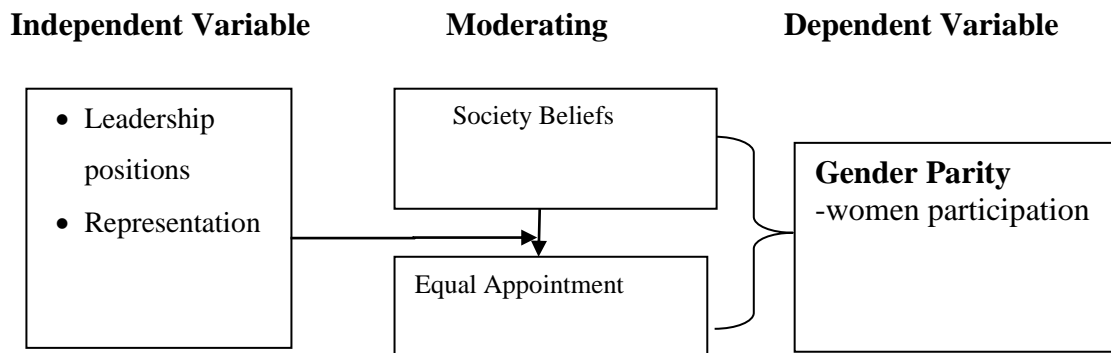 Independent Variable
Moderating
Dependent Variable
• Leadership
positions
• Representation
Society Beliefs
Equal Appointment
Gender Parity
-women participation